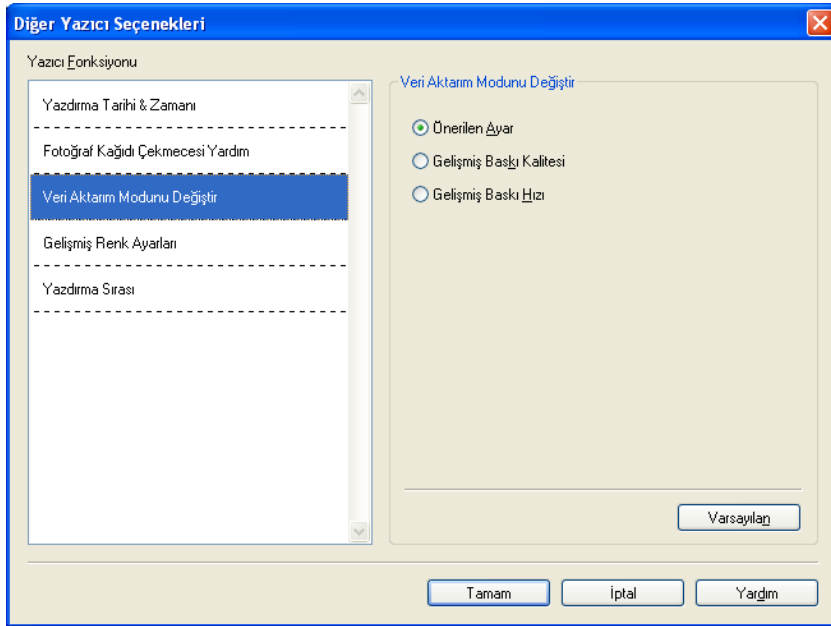 Diğer Yazıcı Seçenekleri
Yazıcı Fonksiyonu
Yazdırma Tarihi & Zamanı
Fotoğraf Kağıdı Çekmecesi Yardım
Veri Aktarım Modunu Değiştir
Gelişmiş Renk Ayarları
Yazdırma Sırası
Veri Aktarım Modunu Değiştir
Önerilen Ayar
Gelişmiş Baskı Kalitesi
Gelişmiş Baskı Hızı
Varsayılan
Tamam İptal Yardım